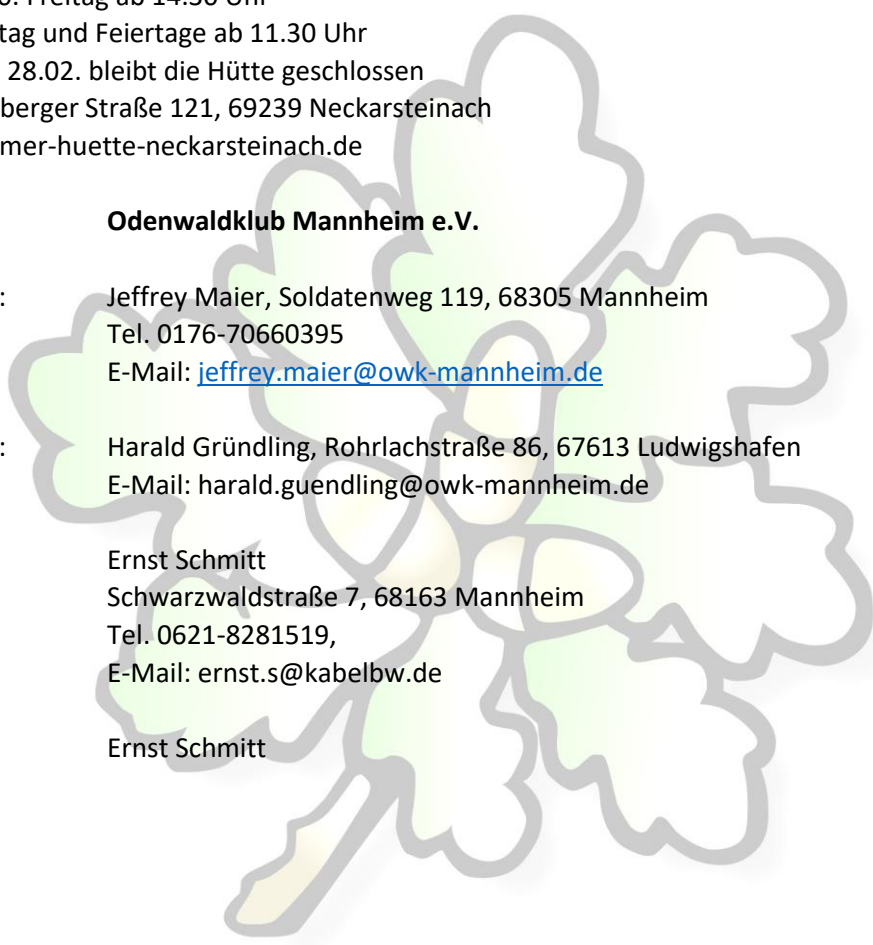 . Freitag ab 14.30 Uhr
tag und Feiertage ab 11.30 Uhr
28.02. bleibt die Hütte geschlossen
berger Straße 121, 69239 Neckarsteinach
mer-huette-neckarsteinach.de
Odenwaldklub Mannheim e.V.
: Jeffrey Maier, Soldatenweg 119, 68305 Mannheim
Tel. 0176-70660395
E-Mail: jeffrey.maier@owk-mannheim.de
: Harald Gründling, Rohrlachstraße 86, 67613 Ludwigshafen
E-Mail: harald.guendling@owk-mannheim.de
Ernst Schmitt
Schwarzwaldstraße 7, 68163 Mannheim
Tel. 0621-8281519,
E-Mail: ernst.s@kabelbw.de
Ernst Schmitt